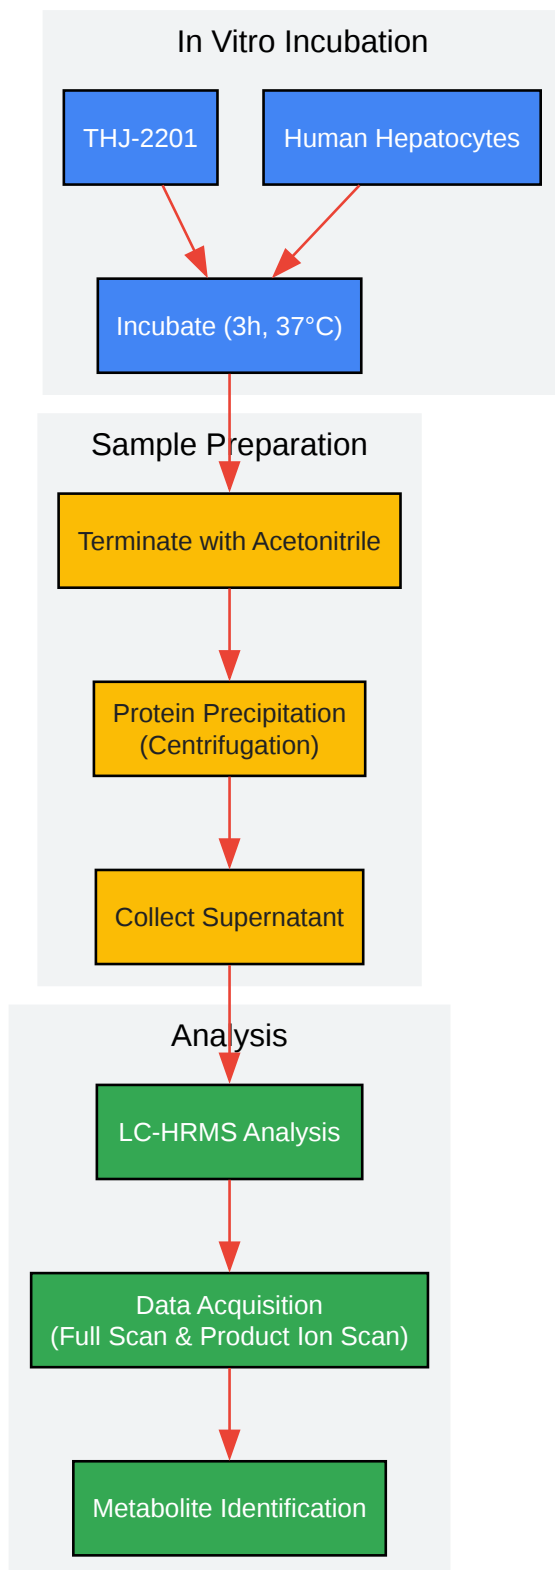 In Vitro Incubation
THJ-2201
Human Hepatocytes
Incubate (3h, 37°C)
Sample Preparation
Terminate with Acetonitrile
Protein Precipitation
(Centrifugation)
Collect Supernatant
Analysis
LC-HRMS Analysis
Data Acquisition
(Full Scan & Product Ion Scan)
Metabolite Identification